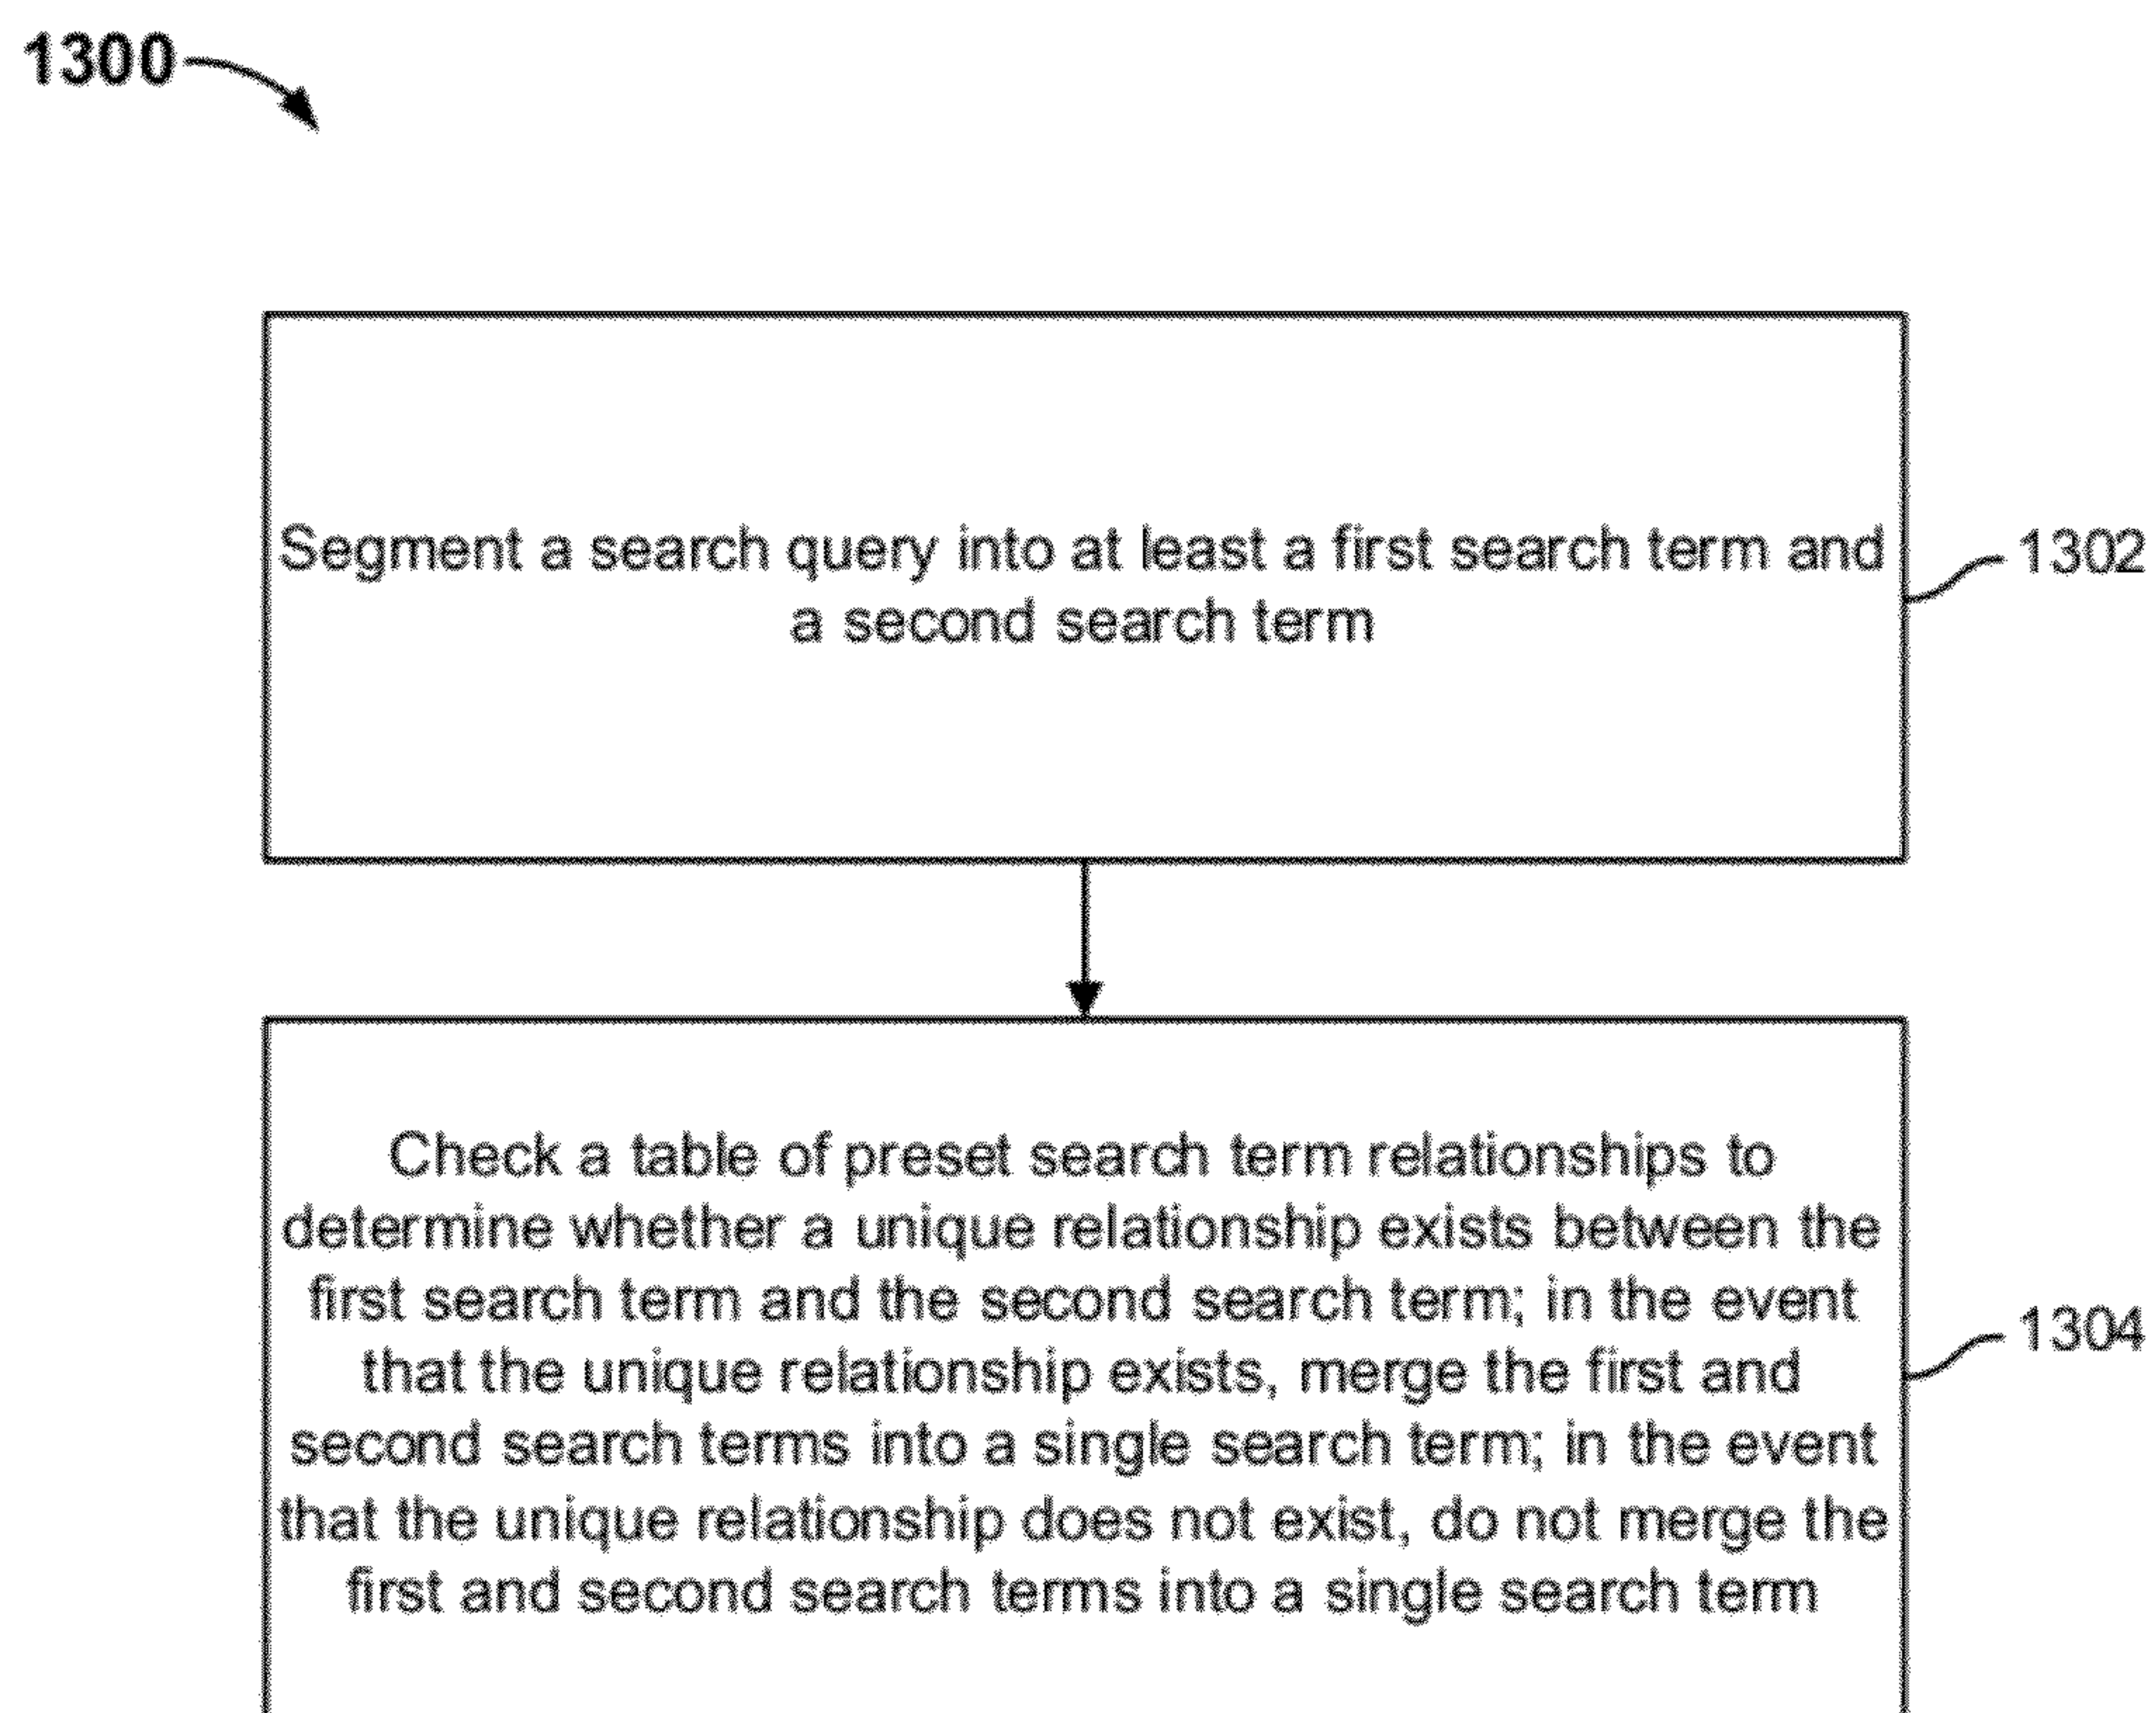 1300
Segment a search query into at least a first search term and
a second search term
1302
Check a table of preset search term relationships to
determine whether a unique relationship exists between the
first search term and the second search term; in the event
that the unique relationship exists, merge the first and
second search terms into a single search term; in the event
that the unique relationship does not exist, do not merge the
first and second search terms into a single search term
1304